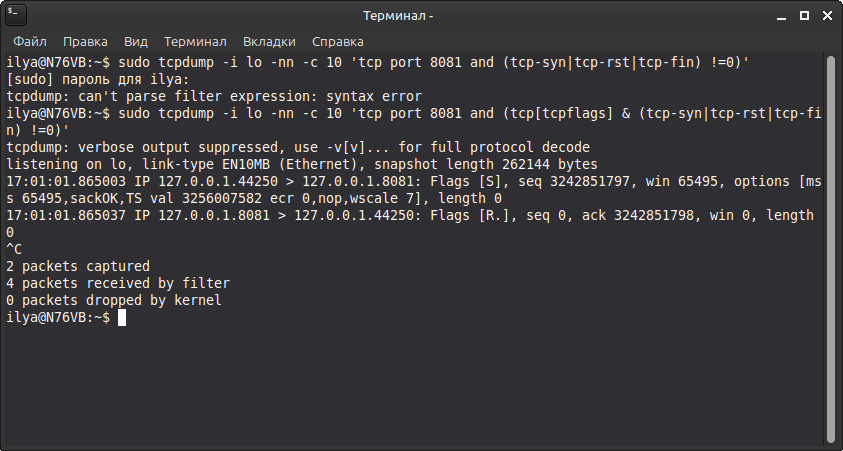 Терминал -
Файл Правка Вид Терминал Вкладки Справка
ilya@N76VB:~$ sudo tcpdump -i lo -nn -c 10 'tcp port 8081 and (tcp-syn|tcp-rst|tcp-fin) !=0)'
[sudo] пароль для ilya:
tcpdump: can't parse filter expression: syntax error
ilya@N76VB:~$ sudo tcpdump -i lo -nn -c 10 'tcp port 8081 and (tcp[tcpflags] & (tcp-syn|tcp-rst|tcp-fi
n) !=0)'
tcpdump: verbose output suppressed, use -v[v]... for full protocol decode
listening on lo, link-type EN10MB (Ethernet), snapshot length 262144 bytes
17:01:01.865003 IP 127.0.0.1.44250 > 127.0.0.1.8081: Flags [S], seq 3242851797, win 65495, options [ms
s 65495,sackOK,TS val 3256007582 ecr 0,nop,wscale 7], length 0
17:01:01.865037 IP 127.0.0.1.8081 > 127.0.0.1.44250: Flags [R.], seq 0, ack 3242851798, win 0, length
0
^C
2 packets captured
4 packets received by filter
0 packets dropped by kernel
ilya@N76VB:~$